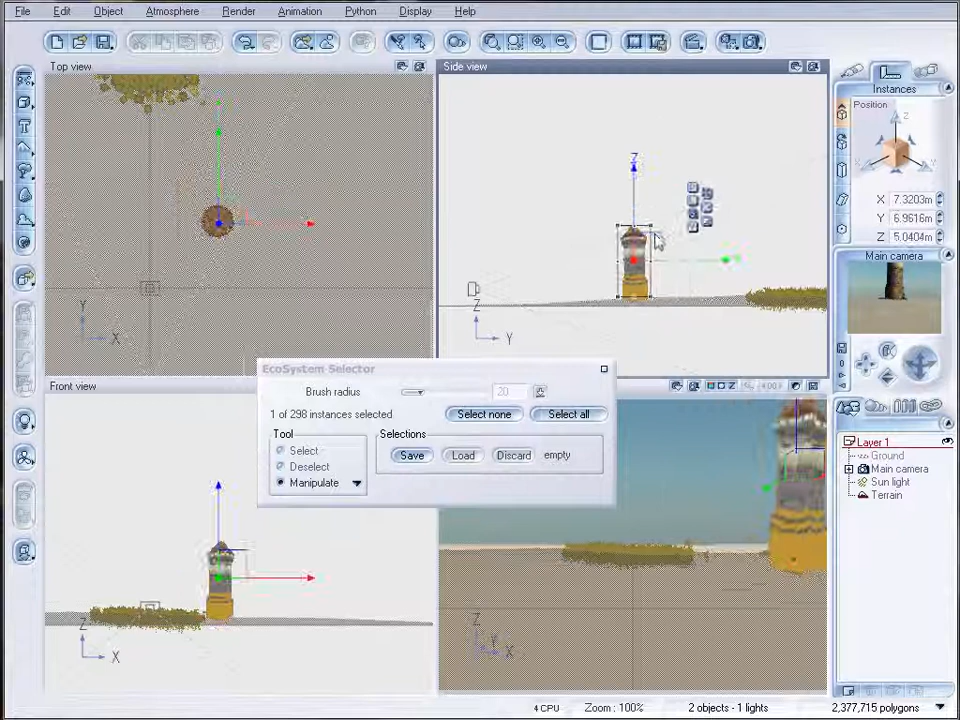 File Edit Object Atmosphere Render Animation Python Display Help
Top view
Side view
Instances
Position
Z
X
Y
X 7.3203m
Y 6.9616m
Z 5.0404m
Main camera
Z
Y
X
Z
Y
EcoSystem Selector
Brush radius 20
1 of 298 instances selected
Select none
Select all
Tool
Select
Deselect
Manipulate
Selections
Save
Load
Discard
empty
Front view
Z
X
Z
Y
X
Layer 1
Ground
Main camera
Sun light
Terrain
4 CPU
Zoom : 100%
2 objects - 1 lights
2,377,715 polygons